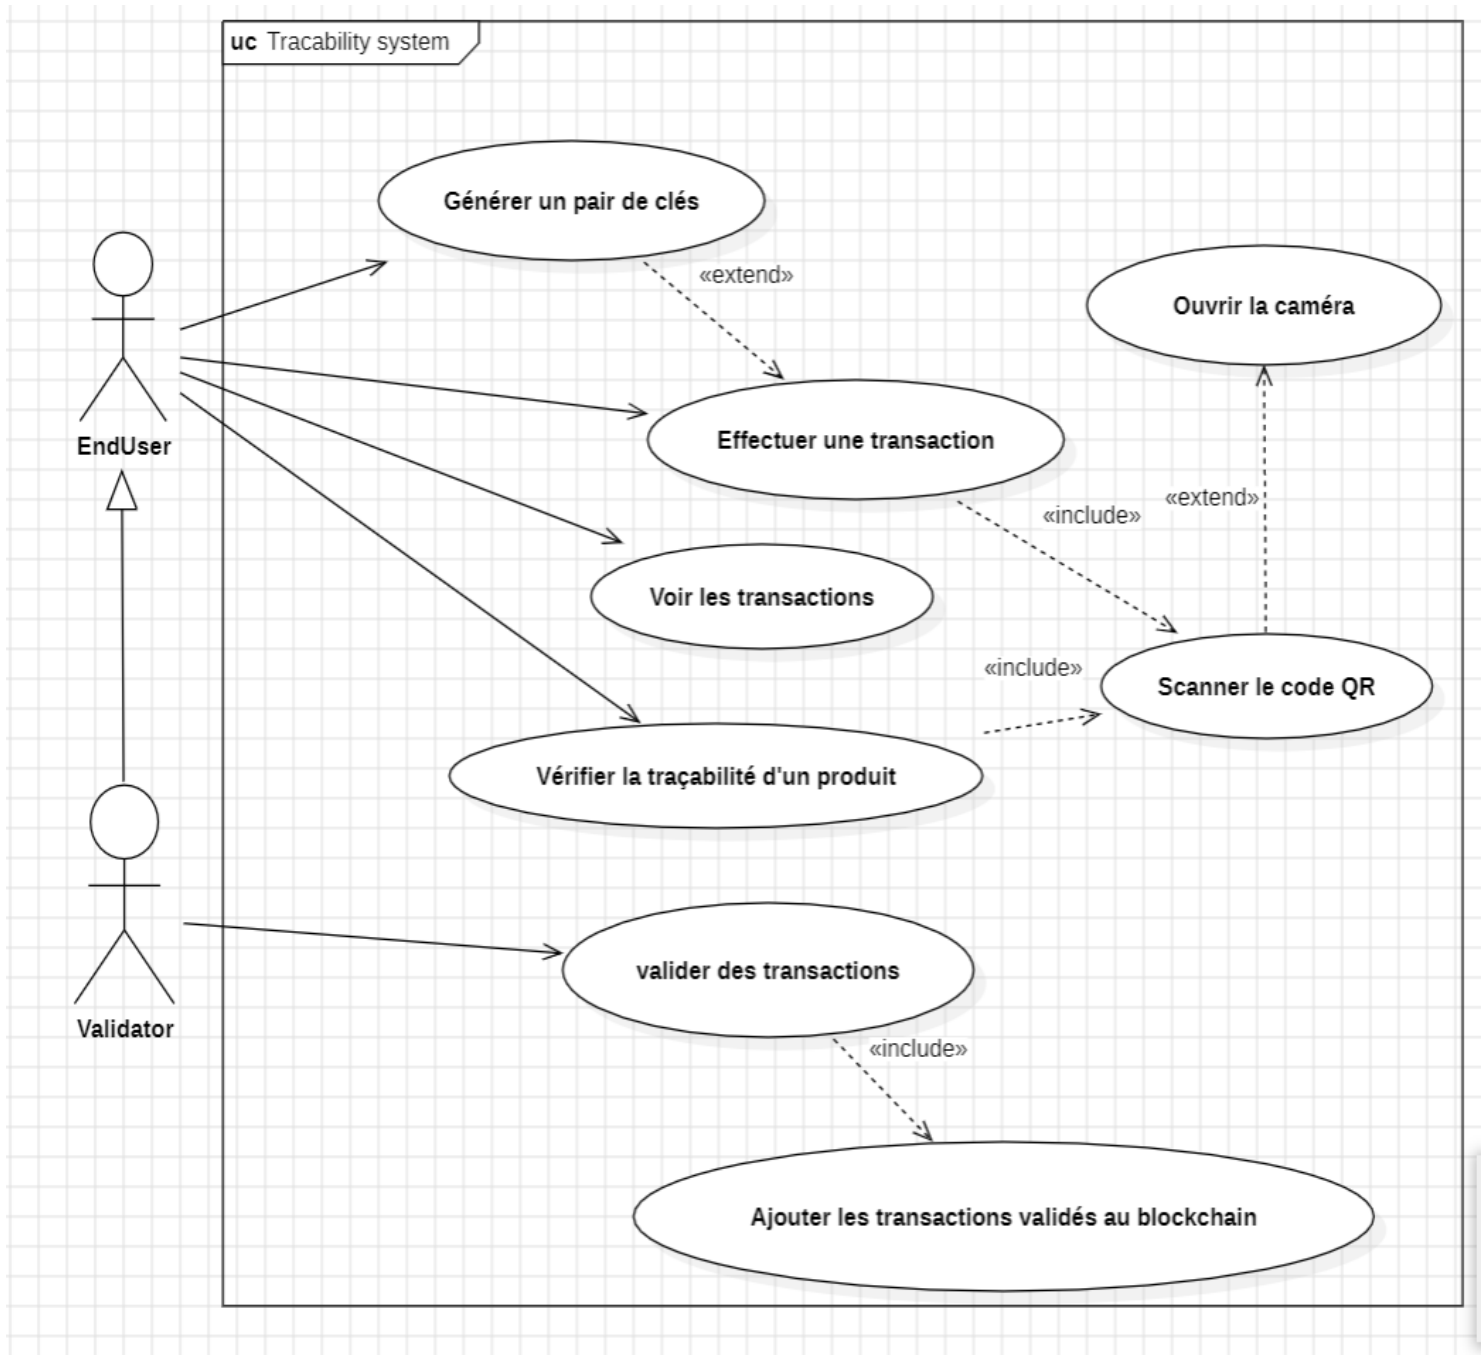 uc Tracability system
Générer un pair de clés
«extend»
Ouvrir la caméra
EndUser
Effectuer une transaction
«extend»
«include»
Voir les transactions
«include»
Scanner le code QR
Vérifier la traçabilité d'un produit
valider des transactions
Validator
«include»
Ajouter les transactions validés au blockchain